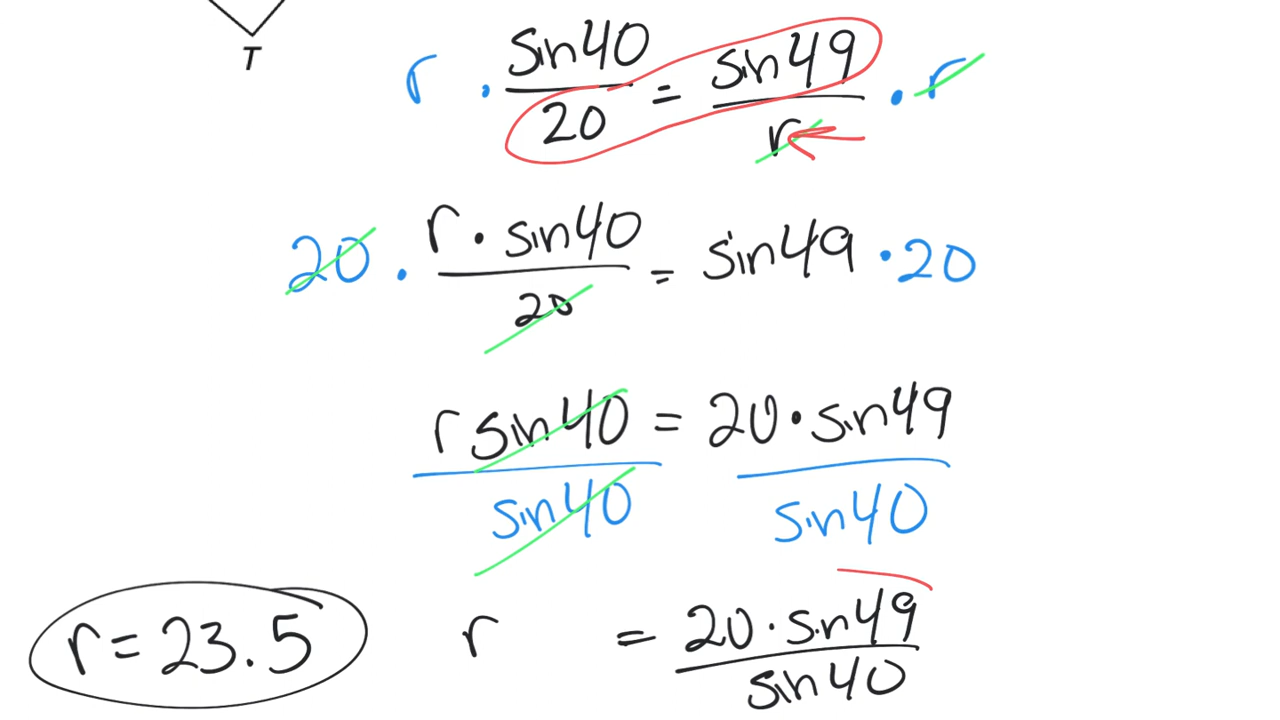 T
r · sin40/20 = sin49/r · r
20 · r · sin40/20 = sin49 · 20
r sin40/sin40 = 20 · sin49/sin40
r = 20 · sin49/sin40
r = 23.5